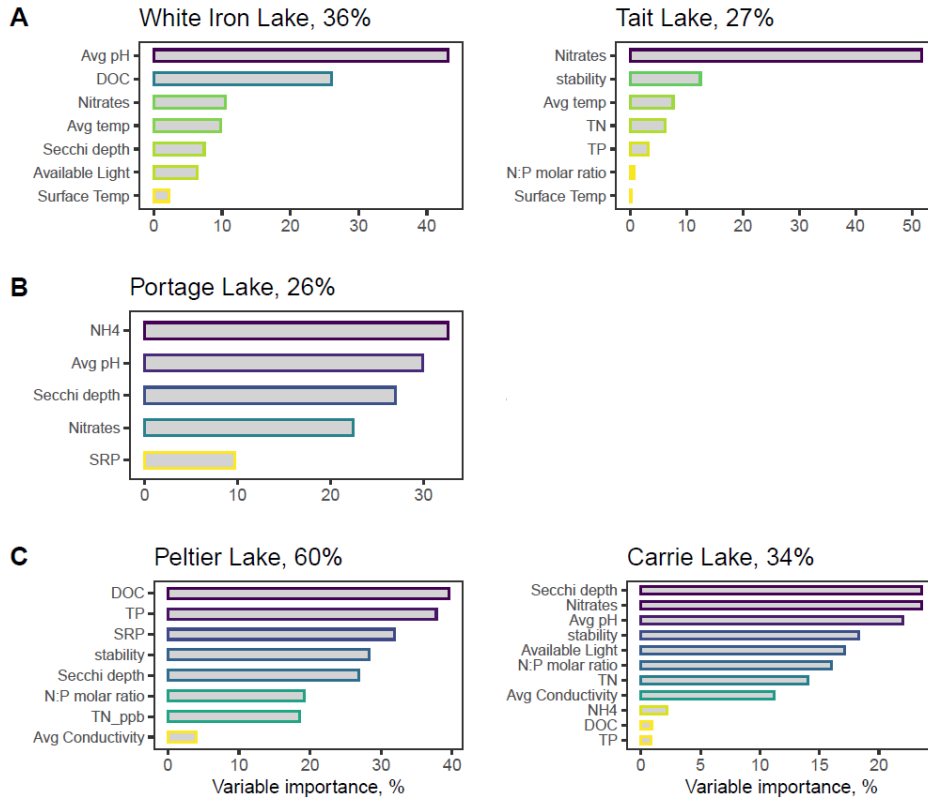 A
White Iron Lake, 36%
Avg pH
DOC
Nitrates
Avg temp
Secchi depth
Available Light
Surface Temp
0 10 20 30 40
Tait Lake, 27%
Nitrates
stability
Avg temp
TN
TP
N:P molar ratio
Surface Temp
0 10 20 30 40 50
B
Portage Lake, 26%
NH4
Avg pH
Secchi depth
Nitrates
SRP
0 10 20 30
C
Peltier Lake, 60%
DOC
TP
SRP
stability
Secchi depth
N:P molar ratio
TN_ppb
Avg Conductivity
0 10 20 30 40
Variable importance, %
Carrie Lake, 34%
Secchi depth
Nitrates
Avg pH
stability
Available Light
N:P molar ratio
TN
Avg Conductivity
NH4
DOC
TP
0 5 10 15 20
Variable importance, %